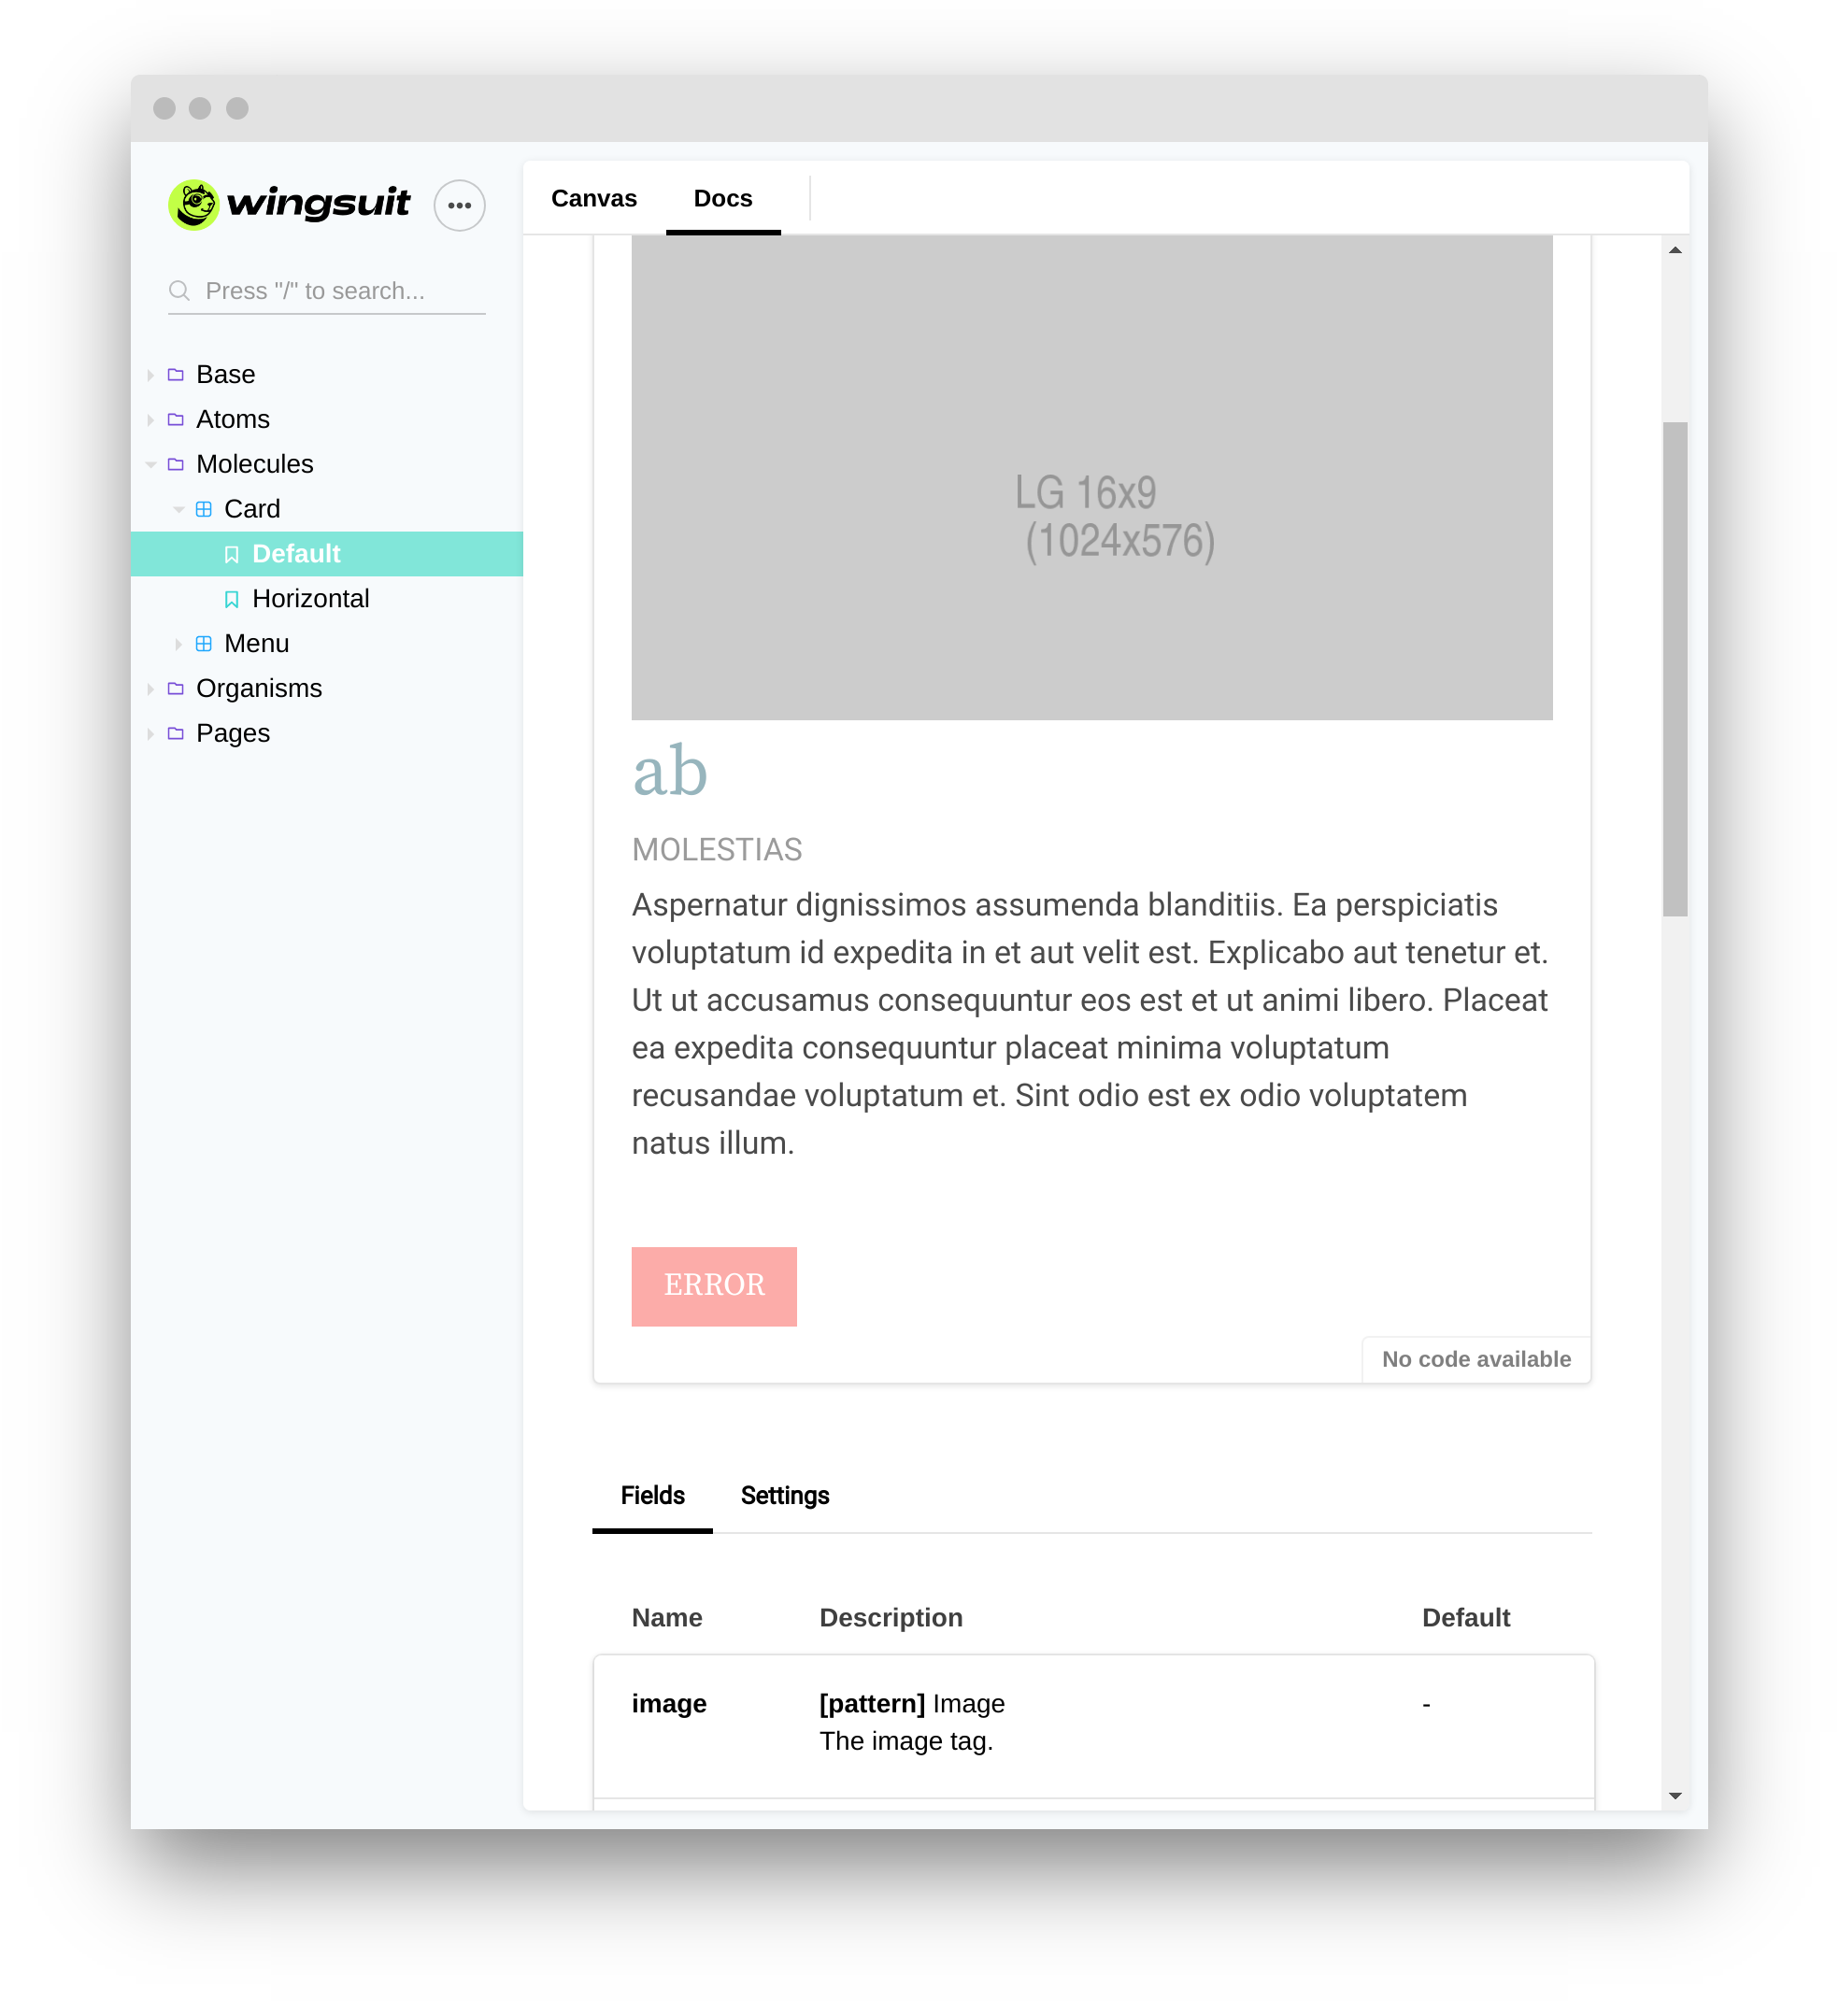 wingsuit
Press "/" to search...
Base
Atoms
Molecules
Card
Default
Horizontal
Menu
Organisms
Pages
Canvas
Docs
LG 16x9
(1024x576)
ab
MOLESTIAS
Aspernatur dignissimos assumenda blanditiis. Ea perspiciatis
voluptatum id expedita in et aut velit est. Explicabo aut tenetur et.
Ut ut accusamus consequuntur eos est et ut animi libero. Placeat
ea expedita consequuntur placeat minima voluptatum
recusandae voluptatum et. Sint odio est ex odio voluptatem
natus illum.
ERROR
No code available
Fields
Settings
Name
Description
Default
image
[pattern] Image
The image tag.
-